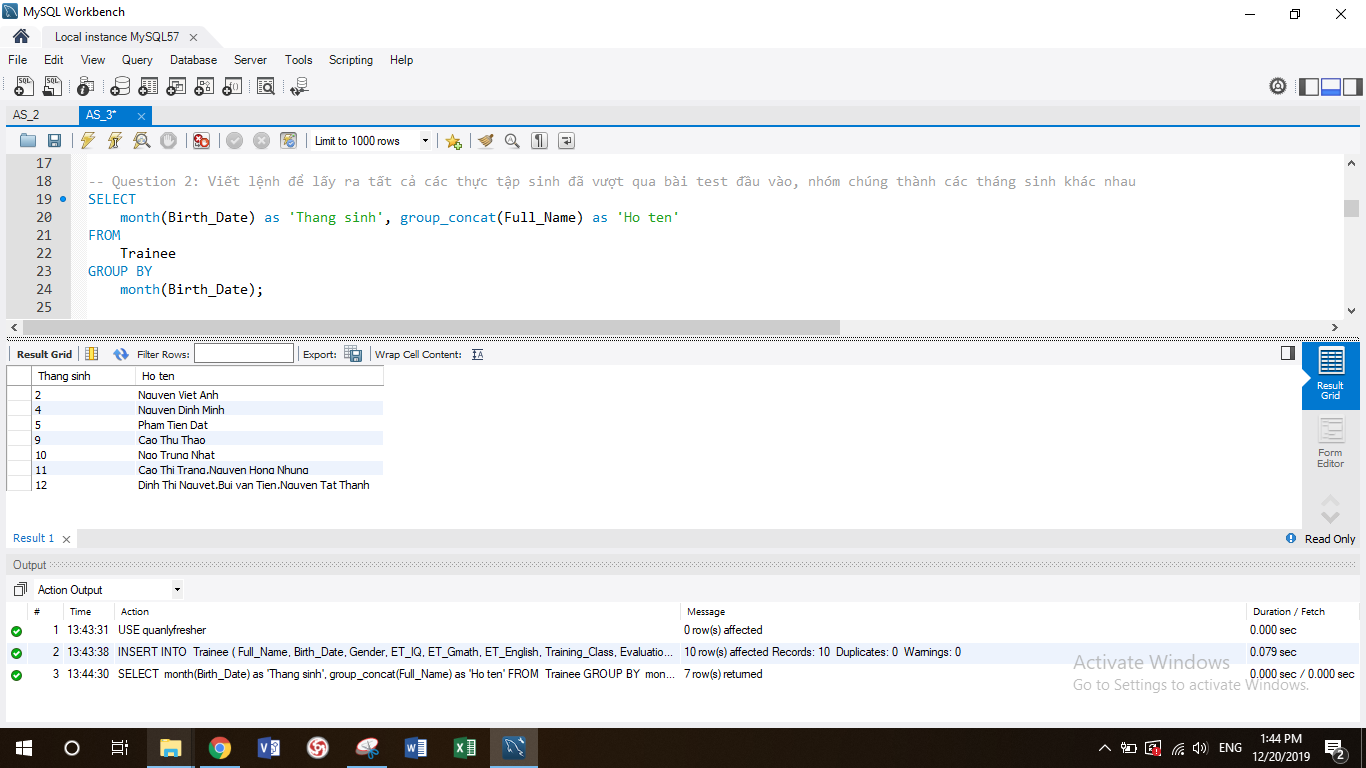 MySQL Workbench
Local instance MySQL57
File Edit View Query Database Server Tools Scripting Help
AS_2 AS_3*
Limit to 1000 rows
17
18 -- Question 2: Viết lệnh để lấy ra tất cả các thực tập sinh đã vượt qua bài test đầu vào, nhóm chúng thành các tháng sinh khác nhau
19 SELECT
20 month(Birth_Date) as 'Thang sinh', group_concat(Full_Name) as 'Ho ten'
21 FROM
22 Trainee
23 GROUP BY
24 month(Birth_Date);
25
Result Grid Filter Rows: Export: Wrap Cell Content:
Thang sinh Ho ten
2 Nguyen Viet Anh
4 Nguyen Dinh Minh
5 Pham Tien Dat
9 Cao Thu Thao
10 Ngo Trung Nhat
11 Cao Thi Trang,Nguyen Hong Nhung
12 Dinh Thi Nguyet,Bui van Tien,Nguyen Tat Thanh
Result
Grid
Form
Editor
Result 1
Read Only
Output
Action Output
# Time Action Message Duration / Fetch
1 13:43:31 USE quanlyfresher 0 row(s) affected 0.000 sec
2 13:43:38 INSERT INTO Trainee ( Full_Name, Birth_Date, Gender, ET_IQ, ET_Gmath, ET_English, Training_Class, Evaluatio... 10 row(s) affected Records: 10 Duplicates: 0 Warnings: 0 0.079 sec
3 13:44:30 SELECT month(Birth_Date) as 'Thang sinh', group_concat(Full_Name) as 'Ho ten' FROM Trainee GROUP BY mon... 7 row(s) returned 0.000 sec / 0.000 sec
Activate Windows
Go to Settings to activate Windows.
ENG
1:44 PM
12/20/2019
2